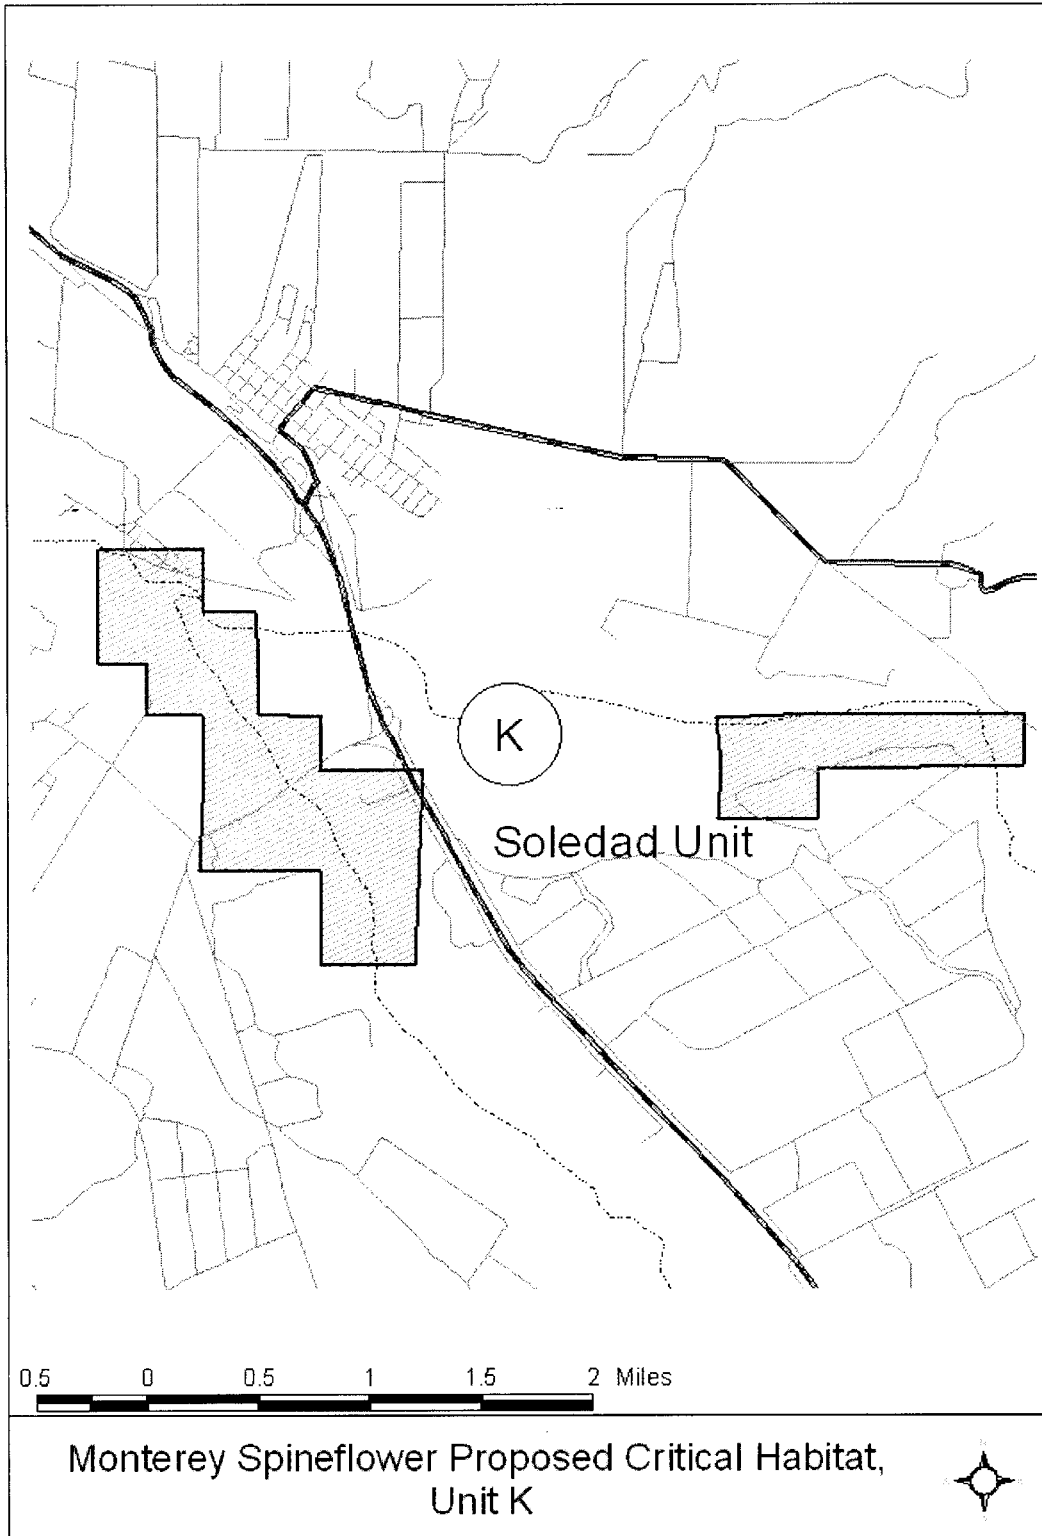 K
Soledad Unit
0.5 0 0.5 1 1.5 2 Miles
Monterey Spineflower Proposed Critical Habitat,
Unit K